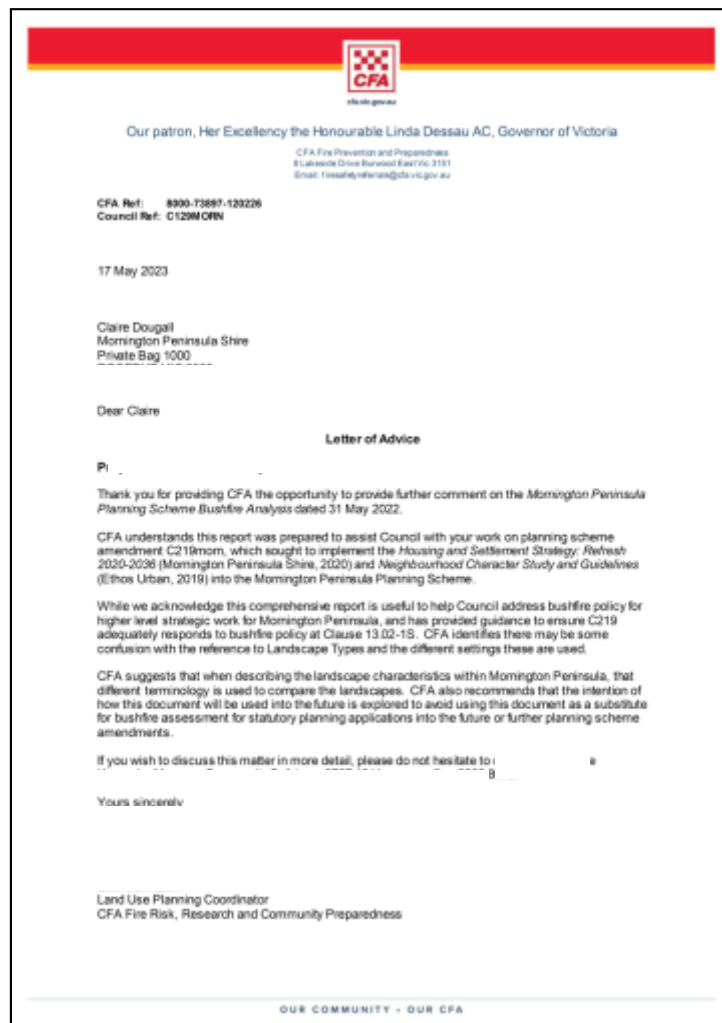 CFA
cfa.vic.gov.au
Our patron, Her Excellency the Honourable Linda Dessau AC, Governor of Victoria
CFA Fire Prevention and Preparedness
8 Lakeside Drive Burwood East Vic 3151
Email: firesafetyreferrals@cfa.vic.gov.au
CFA Ref: 8000-73897-120226
Council Ref: C129MORN
17 May 2023
Claire Dougall
Mornington Peninsula Shire
Private Bag 1000
Dear Claire
Letter of Advice
Thank you for providing CFA the opportunity to provide further comment on the Mornington Peninsula
Planning Scheme Bushfire Analysis dated 31 May 2022.
CFA understands this report was prepared to assist Council with your work on planning scheme
amendment C219morn, which sought to implement the Housing and Settlement Strategy: Refresh
2020-2036 (Mornington Peninsula Shire, 2020) and Neighbourhood Character Study and Guidelines
(Ethos Urban, 2019) into the Mornington Peninsula Planning Scheme.
While we acknowledge this comprehensive report is useful to help Council address bushfire policy for
higher level strategic work for Mornington Peninsula, and has provided guidance to ensure C219
adequately responds to bushfire policy at Clause 13.02-1S. CFA identifies there may be some
confusion with the reference to Landscape Types and the different settings these are used.
CFA suggests that when describing the landscape characteristics within Mornington Peninsula, that
different terminology is used to compare the landscapes. CFA also recommends that the intention of
how this document will be used into the future is explored to avoid using this document as a substitute
for bushfire assessment for statutory planning applications into the future or further planning scheme
amendments.
If you wish to discuss this matter in more detail, please do not hesitate to
Yours sincerely
Land Use Planning Coordinator
CFA Fire Risk, Research and Community Preparedness
OUR COMMUNITY - OUR CFA